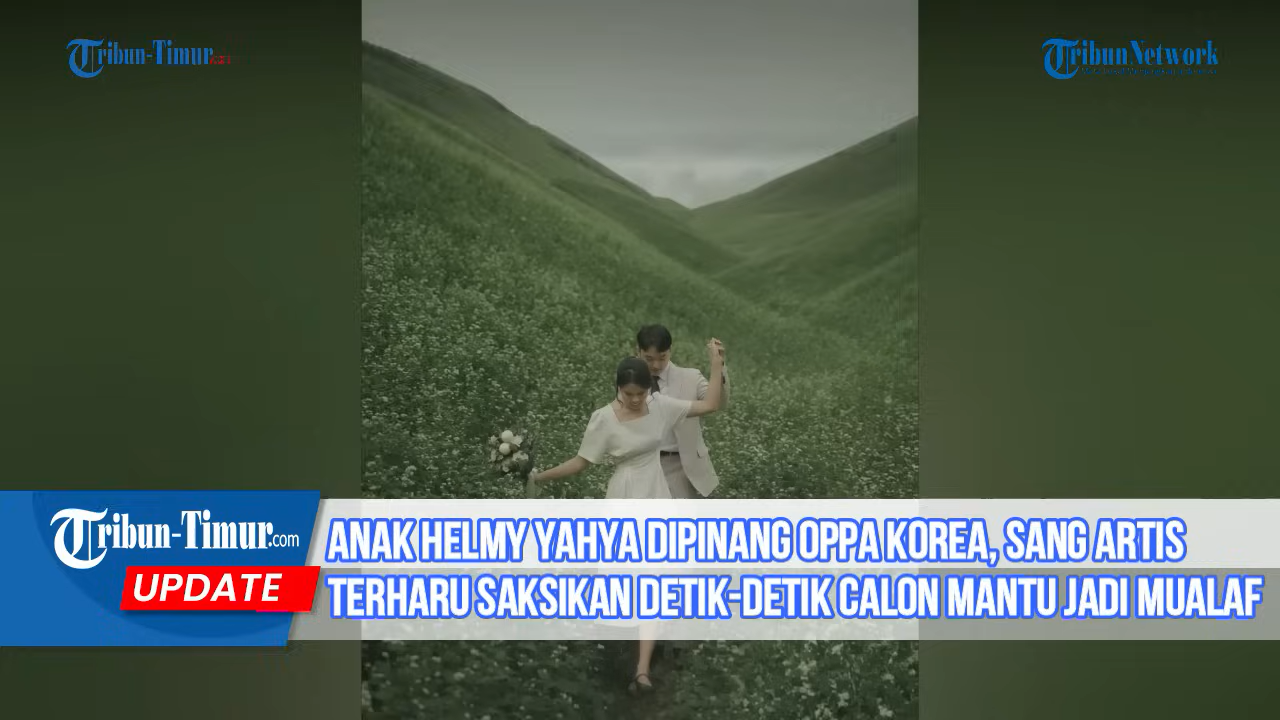 Tribun-Timur.com
TribunNetwork
Tribun-Timur.com
UPDATE
ANAK HELMY YAHYA DIPINANG OPPA KOREA, SANG ARTIS
TERHARU SAKSIKAN DETIK-DETIK CALON MANTU JADI MUALAF